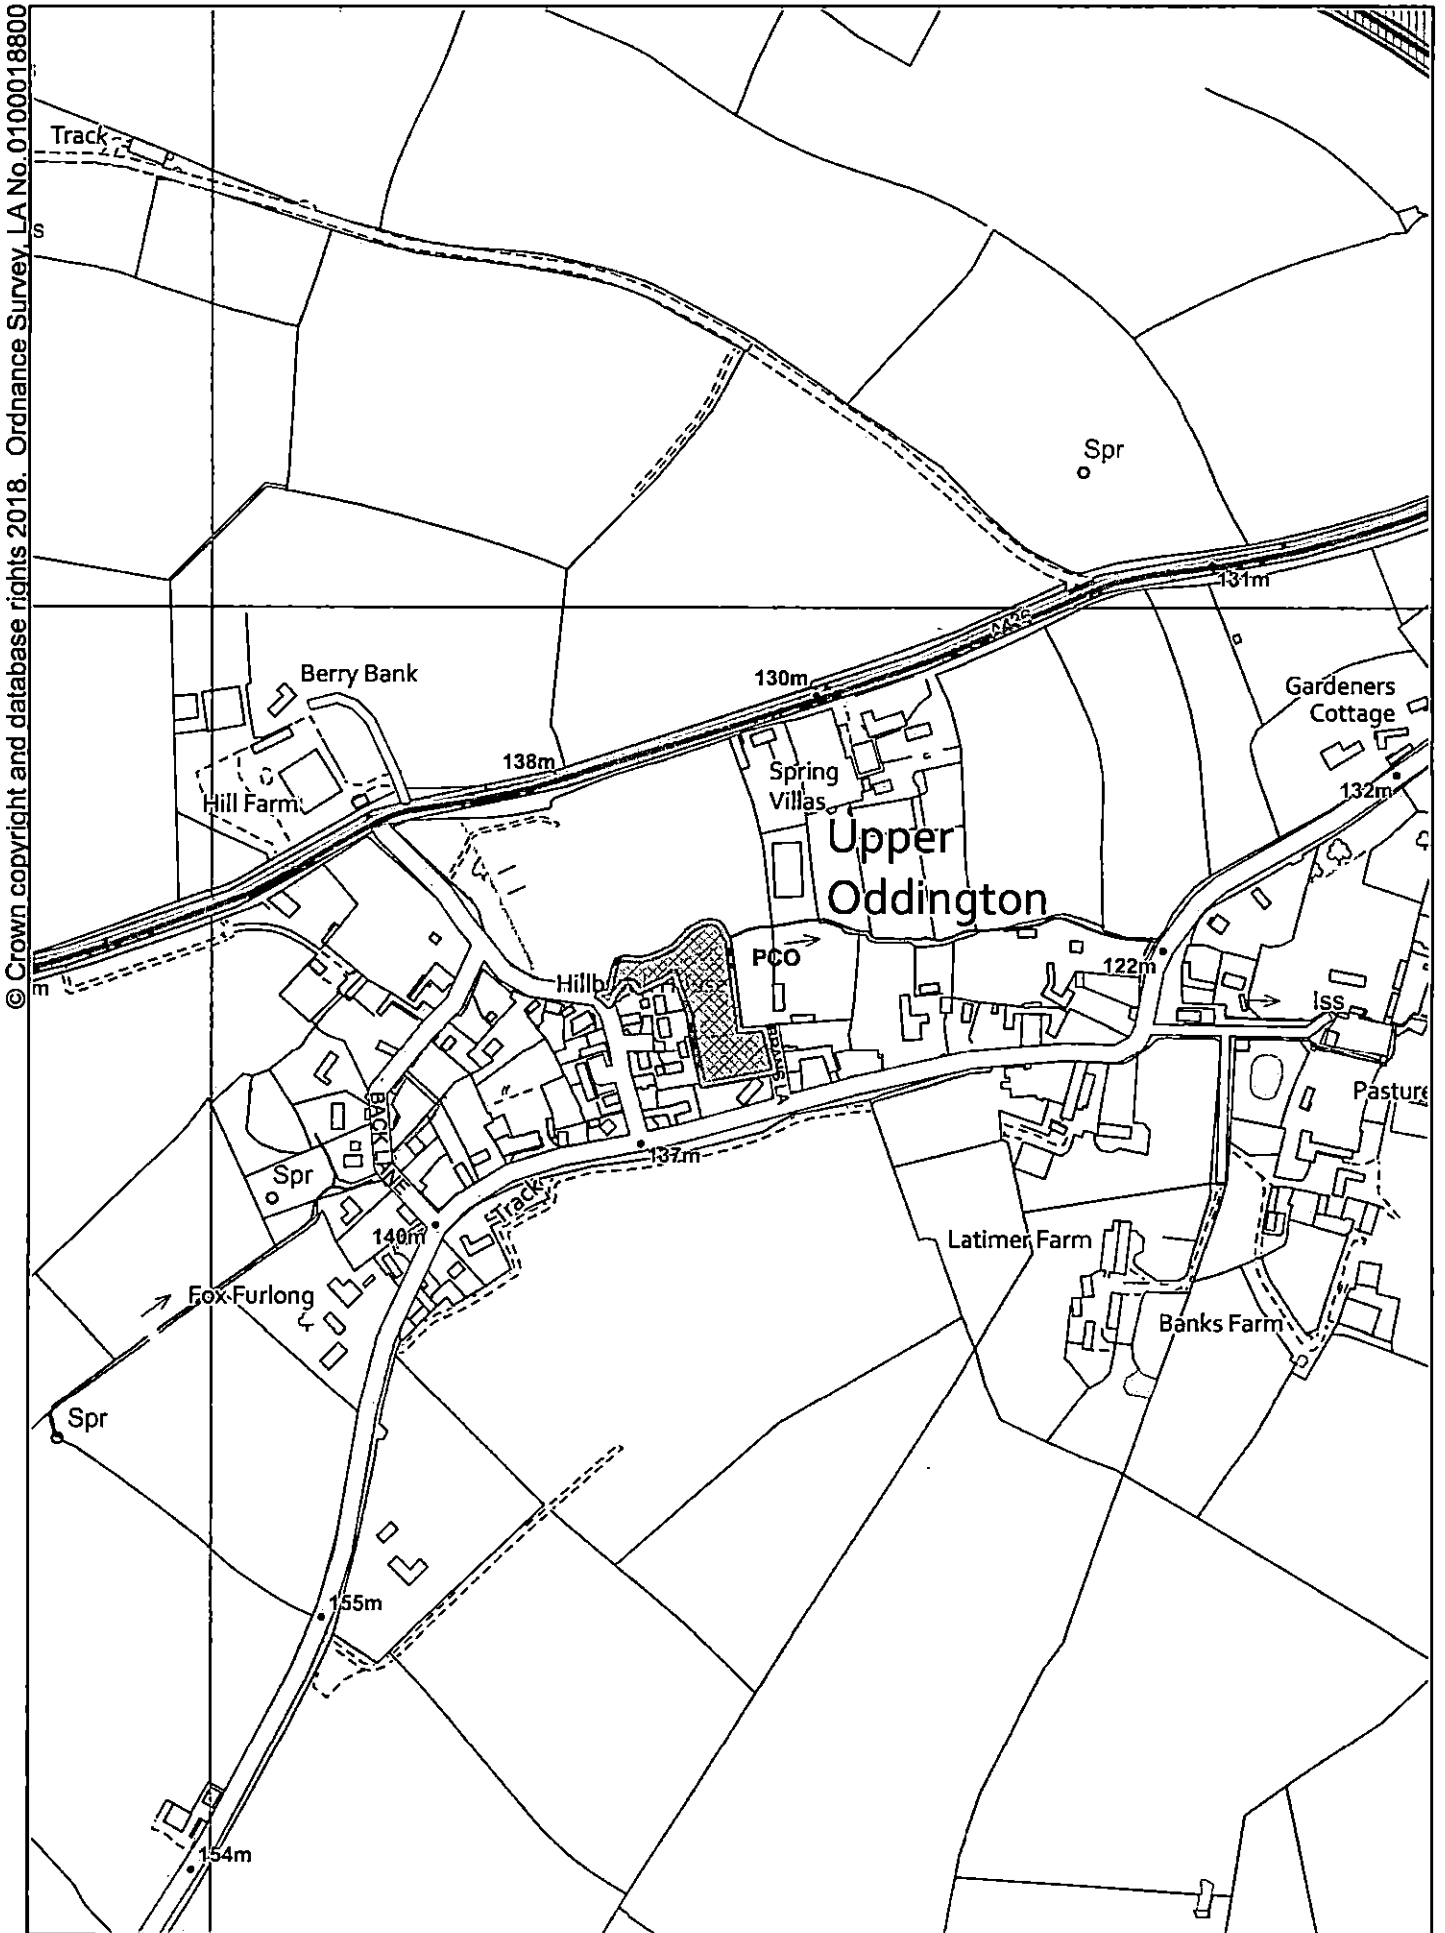 © Crown copyright and database rights 2018. Ordnance Survey, LA No. 0100018800
Track
s
Spr
131m
Berry Bank
130m
Gardeners
Cottage
138m
Spring
Villas
132m
Hill Farm
Upper
Oddington
PCO
122m
m
Hillb
Iss
BACK LANE
Pasture
137m
Spr
Track
140m
Latimer Farm
Fox Furlong
Banks Farm
Spr
155m
154m